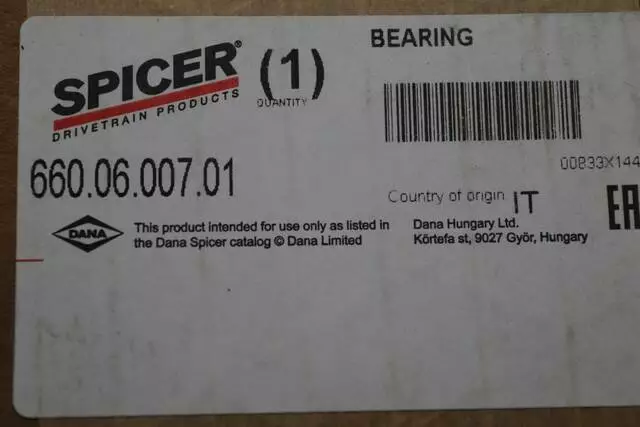 SPICER®
DRIVETRAIN PRODUCTS
(1)
QUANTITY
BEARING
00833X144
660.06.007.01
Country of origin IT
DANA
This product intended for use only as listed in
the Dana Spicer catalog © Dana Limited
Dana Hungary Ltd.
Körtefa st, 9027 Győr, Hungary